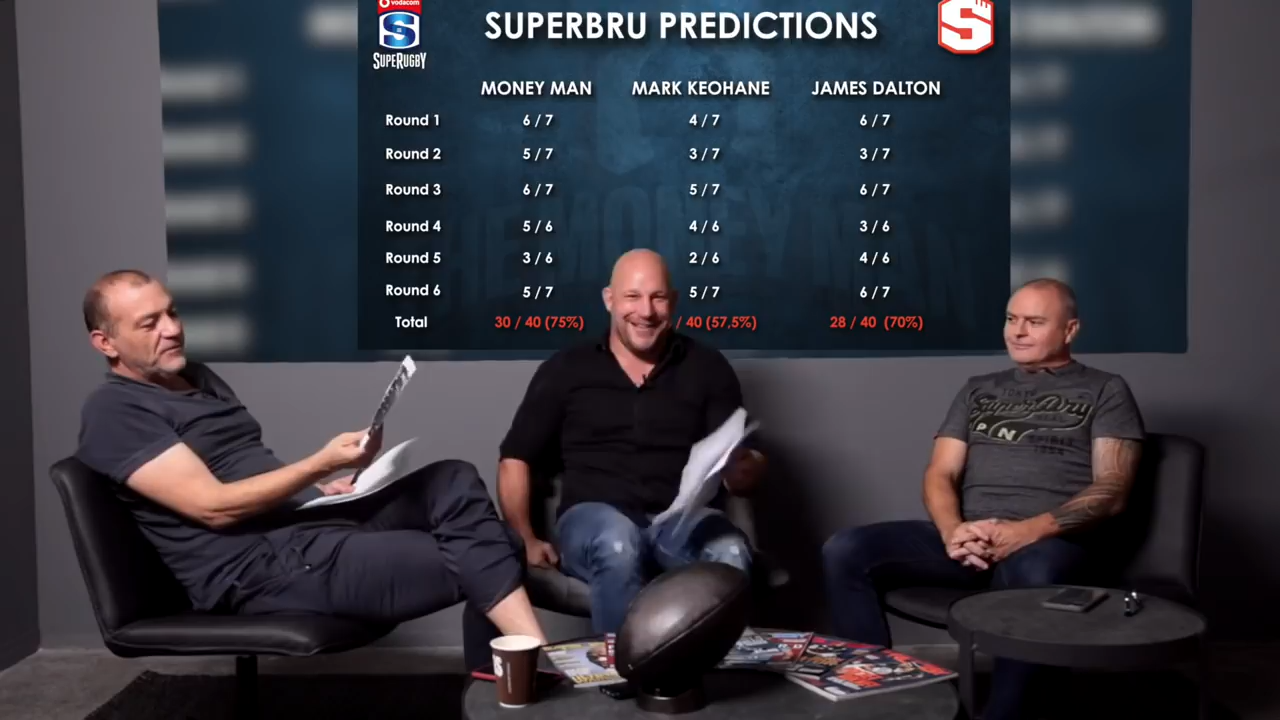 vodacom
SUPERRUGBY
SUPERBRU PREDICTIONS
MONEY MAN MARK KEOHANE JAMES DALTON
Round 1 6 / 7 4 / 7 6 / 7
Round 2 5 / 7 3 / 7 3 / 7
Round 3 6 / 7 5 / 7 6 / 7
Round 4 5 / 6 4 / 6 3 / 6
Round 5 3 / 6 2 / 6 4 / 6
Round 6 5 / 7 5 / 7 6 / 7
Total 30 / 40 (75%) / 40 (57,5%) 28 / 40 (70%)
THE MONEY MAN
SuperDry